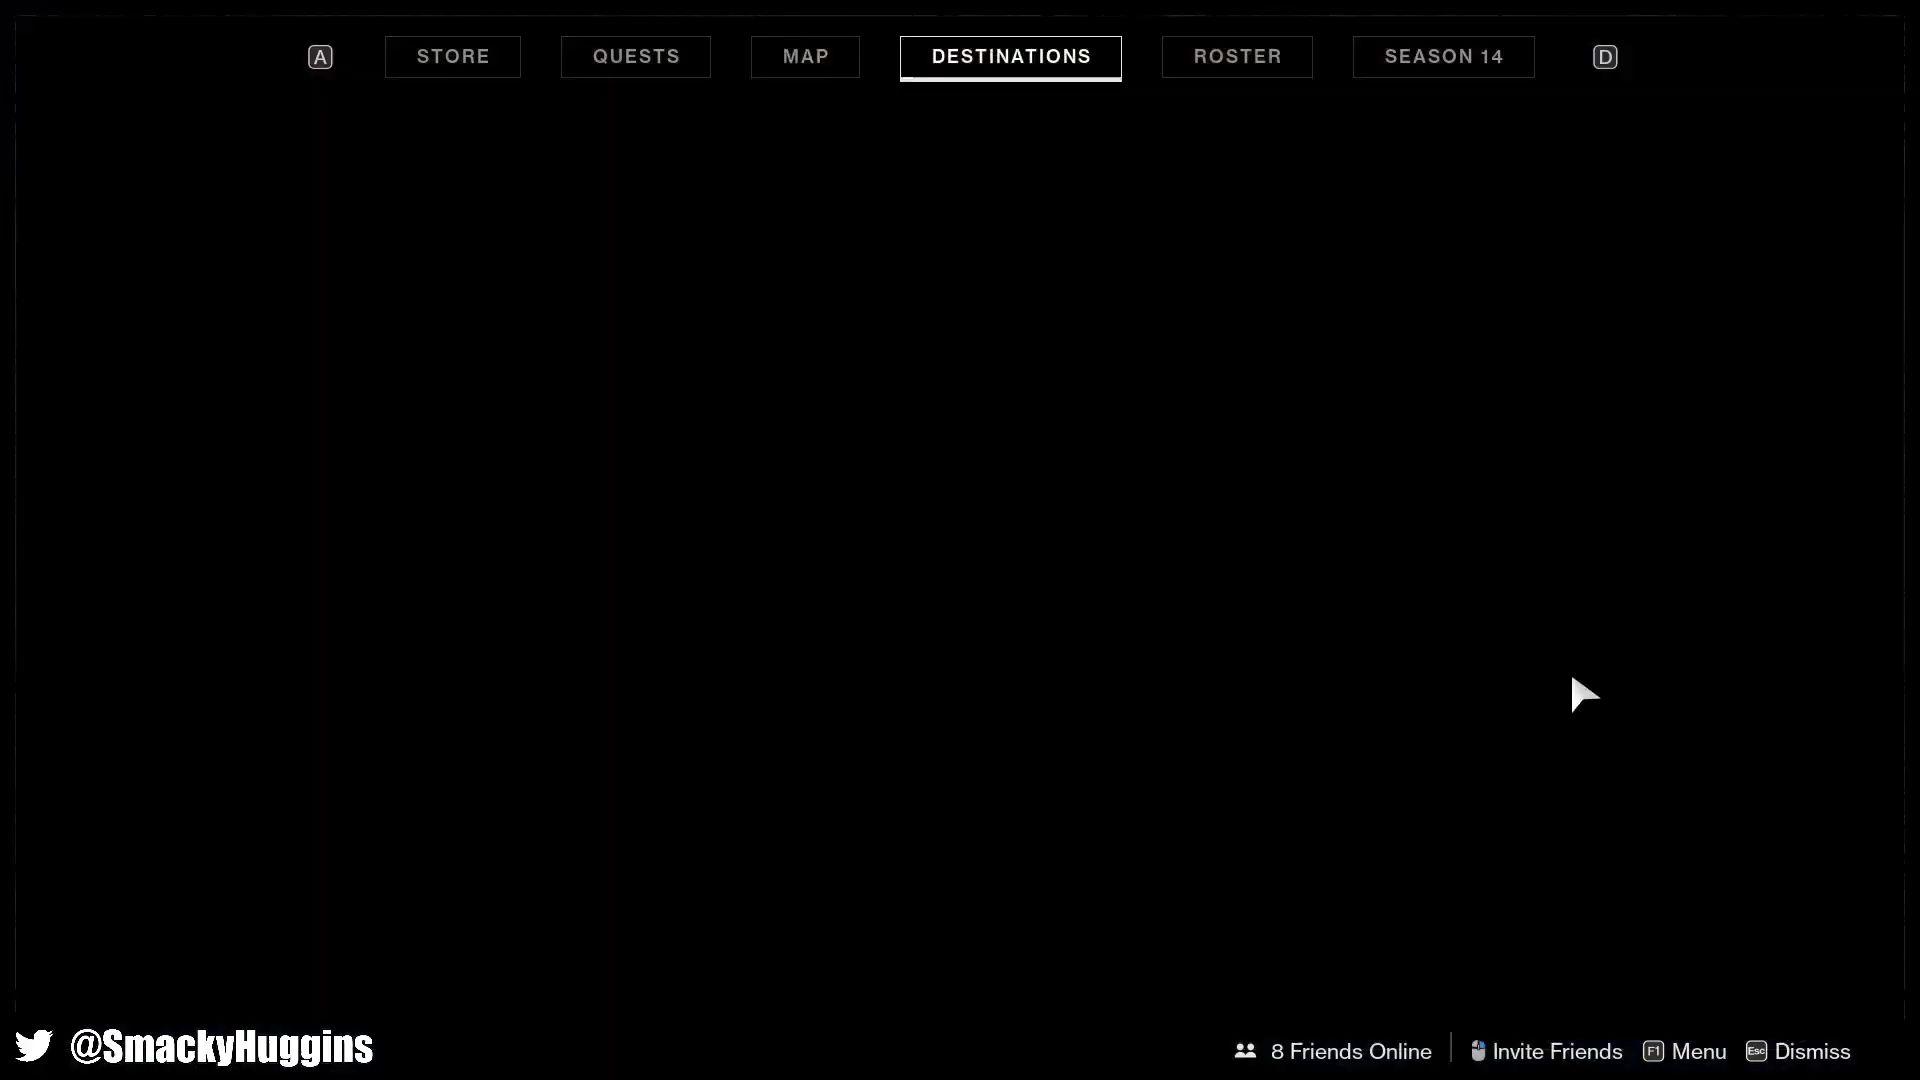 A STORE QUESTS MAP DESTINATIONS ROSTER SEASON 14 D
@SmackyHuggins
8 Friends Online Invite Friends F1 Menu Esc Dismiss